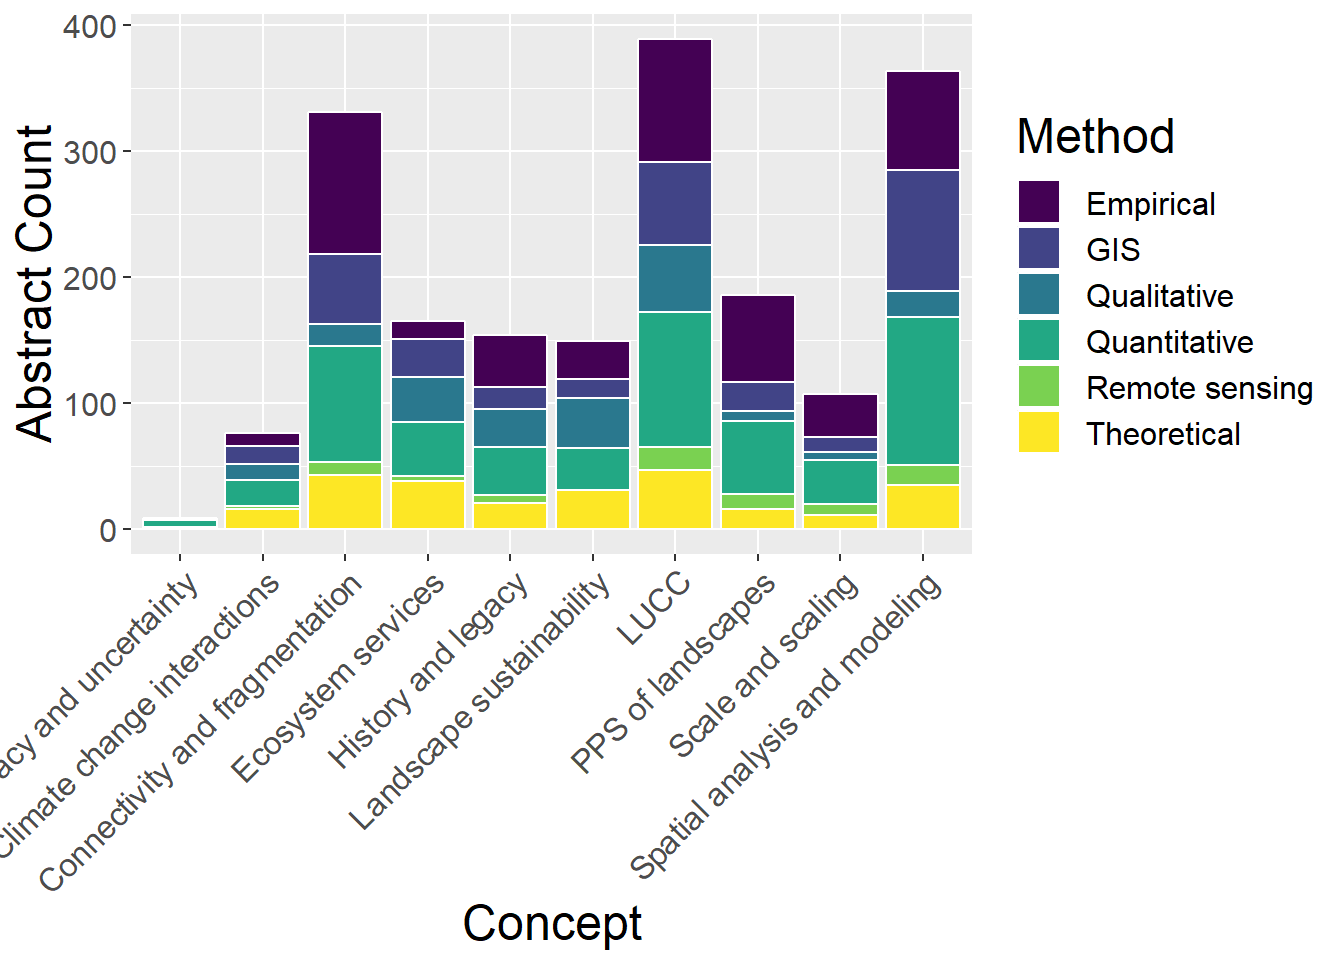 Abstract Count
400
300
200
100
0
and uncertainty
Climate change interactions
Connectivity and fragmentation
Ecosystem services
History and legacy
Landscape sustainability
LUCC
PPS of landscapes
Scale and scaling
Spatial analysis and modeling
Concept
Method
Empirical
GIS
Qualitative
Quantitative
Remote sensing
Theoretical